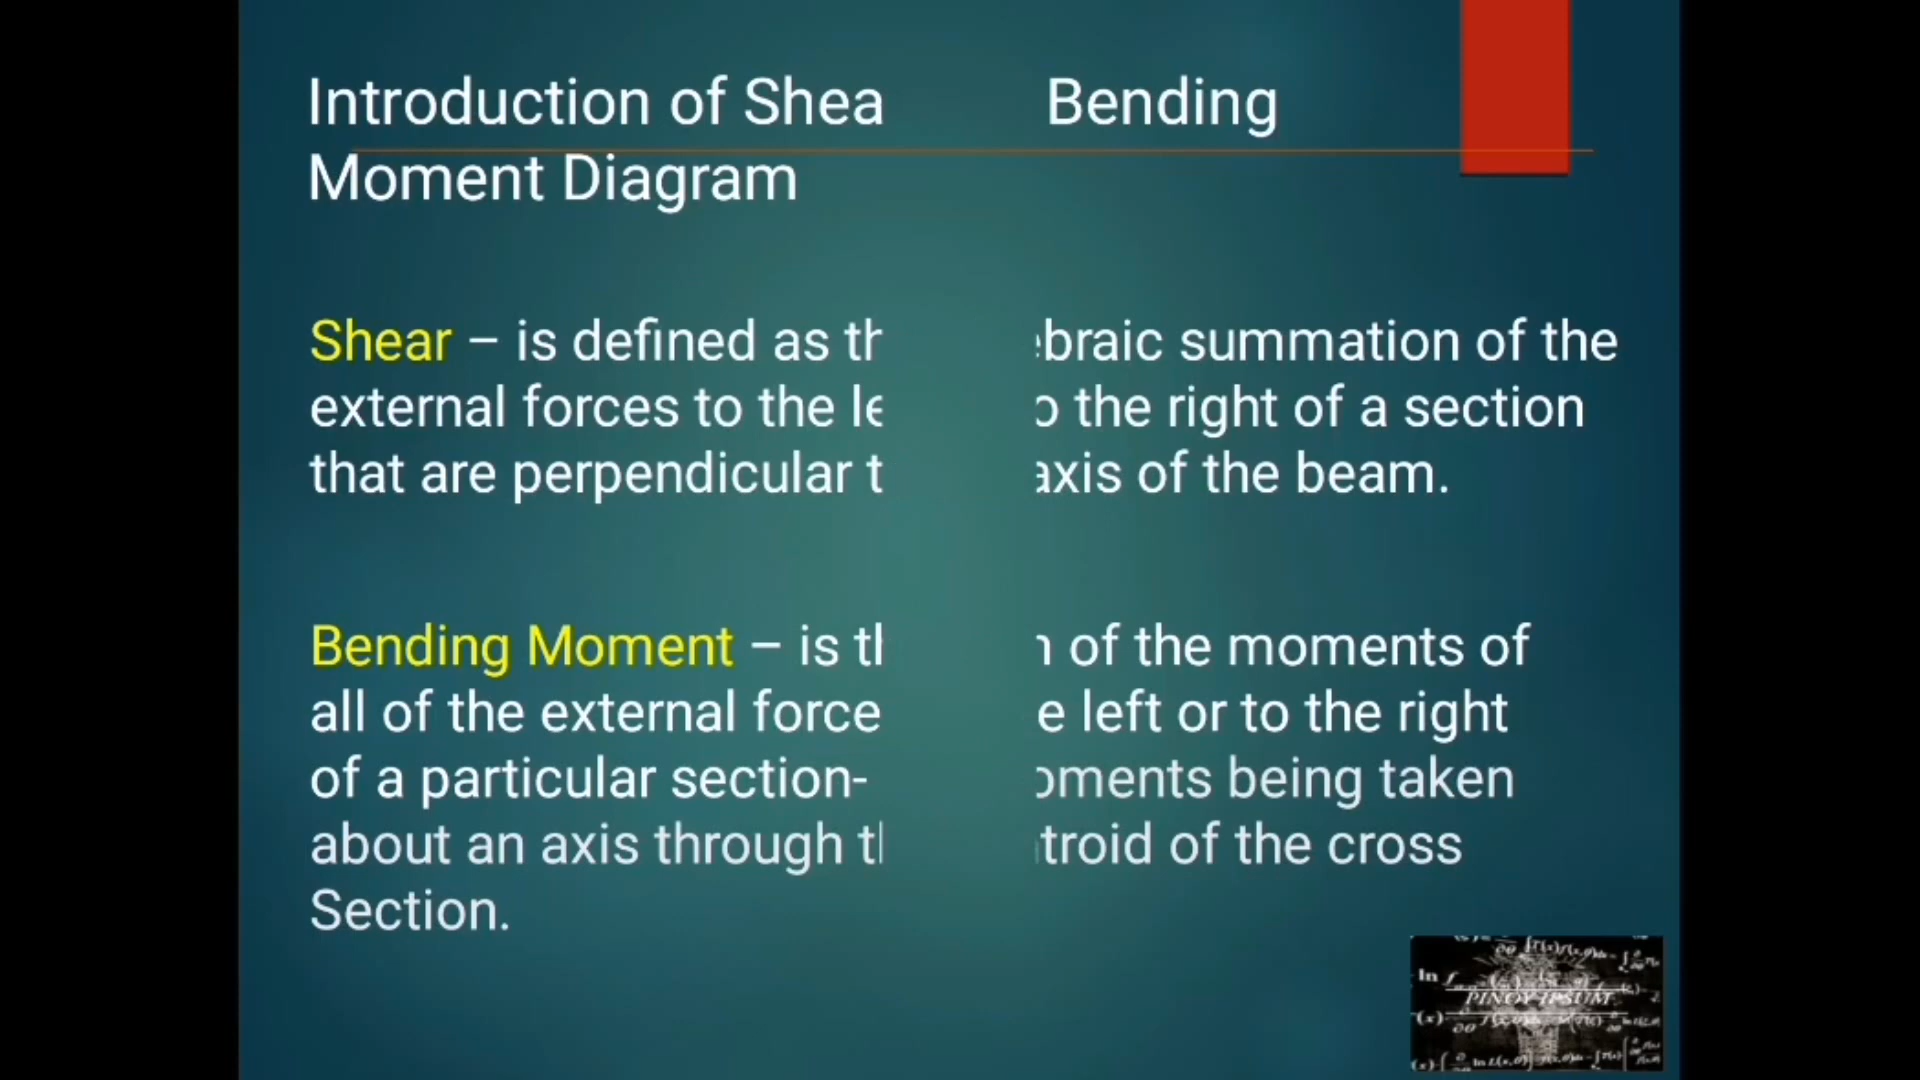 Introduction of Shea Bending
Moment Diagram
Shear – is defined as th ebraic summation of the
external forces to the le o the right of a section
that are perpendicular t axis of the beam.
Bending Moment – is th of the moments of
all of the external force e left or to the right
of a particular section- oments being taken
about an axis through th troid of the cross
Section.
PINOY IPSUM